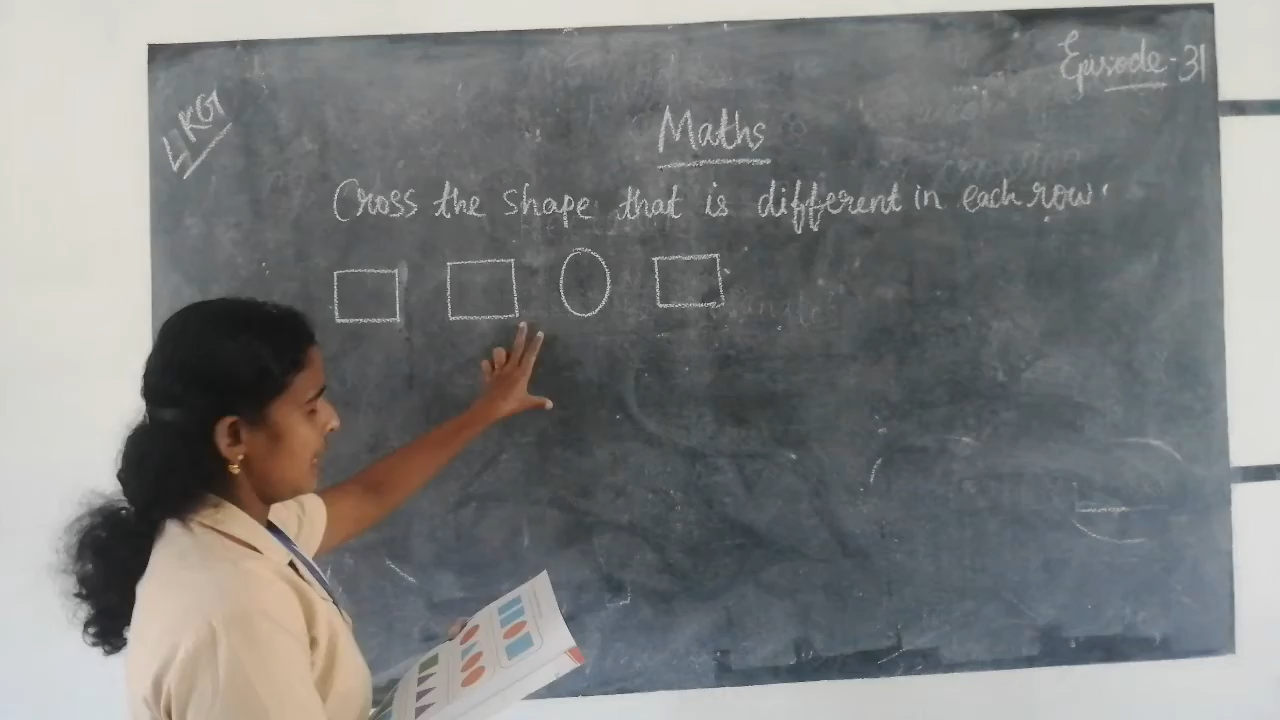 LKG
Episode-31
Maths
Cross the shape that is different in each row.